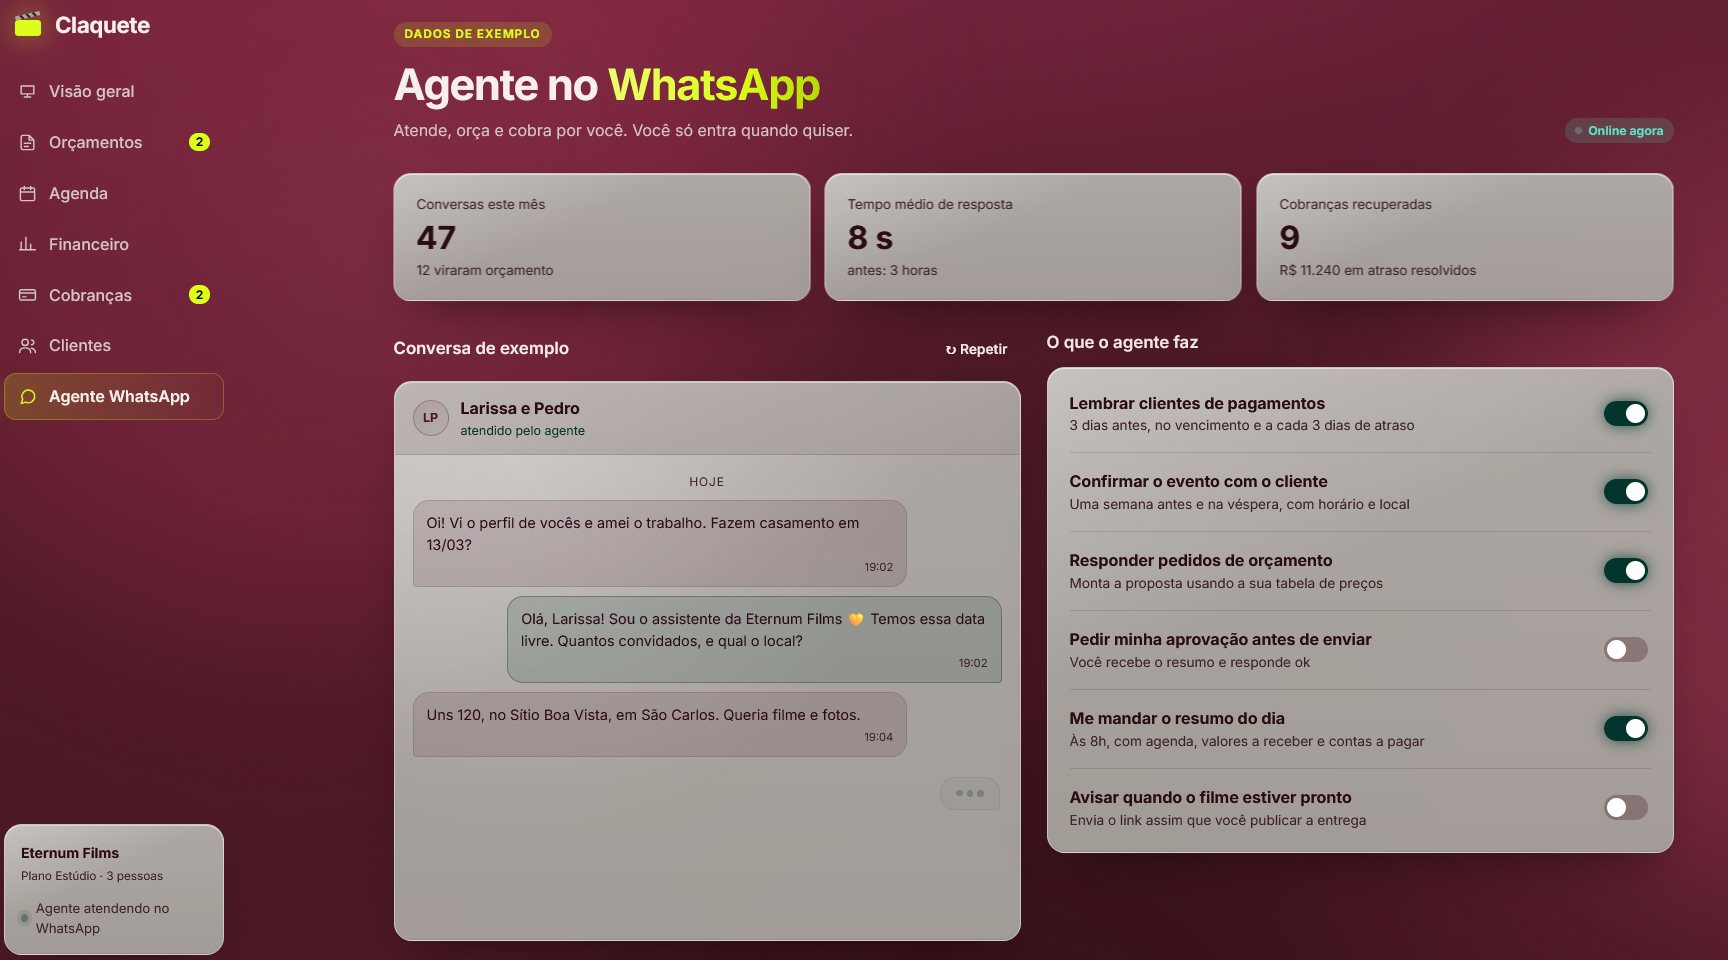 Claquete
Visão geral
Orçamentos 2
Agenda
Financeiro
Cobranças 2
Clientes
Agente WhatsApp
Eternum Films
Plano Estúdio · 3 pessoas
Agente atendendo no
WhatsApp
DADOS DE EXEMPLO
Agente no WhatsApp
Atende, orça e cobra por você. Você só entra quando quiser.
Online agora
Conversas este mês
47
12 viraram orçamento
Tempo médio de resposta
8 s
antes: 3 horas
Cobranças recuperadas
9
R$ 11.240 em atraso resolvidos
Conversa de exemplo
↻ Repetir
LP
Larissa e Pedro
atendido pelo agente
HOJE
Oi! Vi o perfil de vocês e amei o trabalho. Fazem casamento em
13/03?
19:02
Olá, Larissa! Sou o assistente da Eternum Films 💛 Temos essa data
livre. Quantos convidados, e qual o local?
19:02
Uns 120, no Sítio Boa Vista, em São Carlos. Queria filme e fotos.
19:04
O que o agente faz
Lembrar clientes de pagamentos
3 dias antes, no vencimento e a cada 3 dias de atraso
Confirmar o evento com o cliente
Uma semana antes e na véspera, com horário e local
Responder pedidos de orçamento
Monta a proposta usando a sua tabela de preços
Pedir minha aprovação antes de enviar
Você recebe o resumo e responde ok
Me mandar o resumo do dia
Às 8h, com agenda, valores a receber e contas a pagar
Avisar quando o filme estiver pronto
Envia o link assim que você publicar a entrega